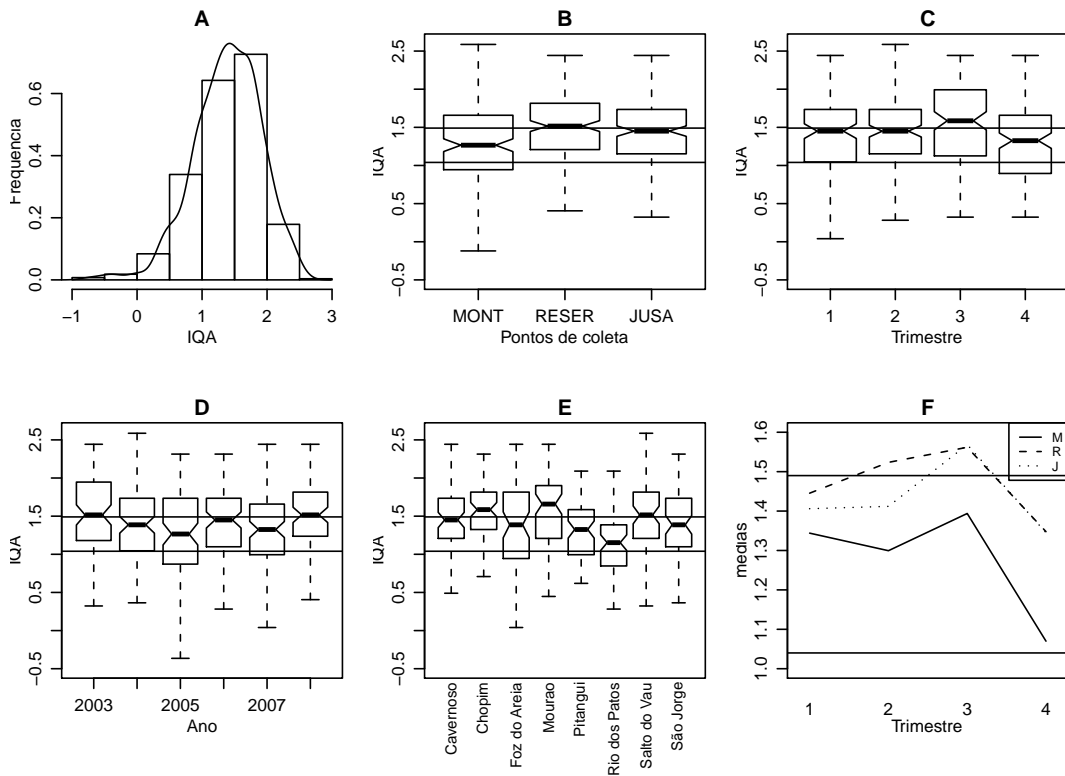 A
Frequencia
0.0 0.2 0.4 0.6
−1 0 1 2 3
IQA
B
IQA
−0.5 0.5 1.5 2.5
MONT RESER JUSA
Pontos de coleta
C
IQA
−0.5 0.5 1.5 2.5
1 2 3 4
Trimestre
D
IQA
−0.5 0.5 1.5 2.5
2003 2005 2007
Ano
E
IQA
−0.5 0.5 1.5 2.5
Cavernoso
Chopim
Foz do Areia
Mourao
Pitangui
Rio dos Patos
Salto do Vau
São Jorge
F
medias
1.0 1.1 1.2 1.3 1.4 1.5 1.6
M
R
J
1 2 3 4
Trimestre